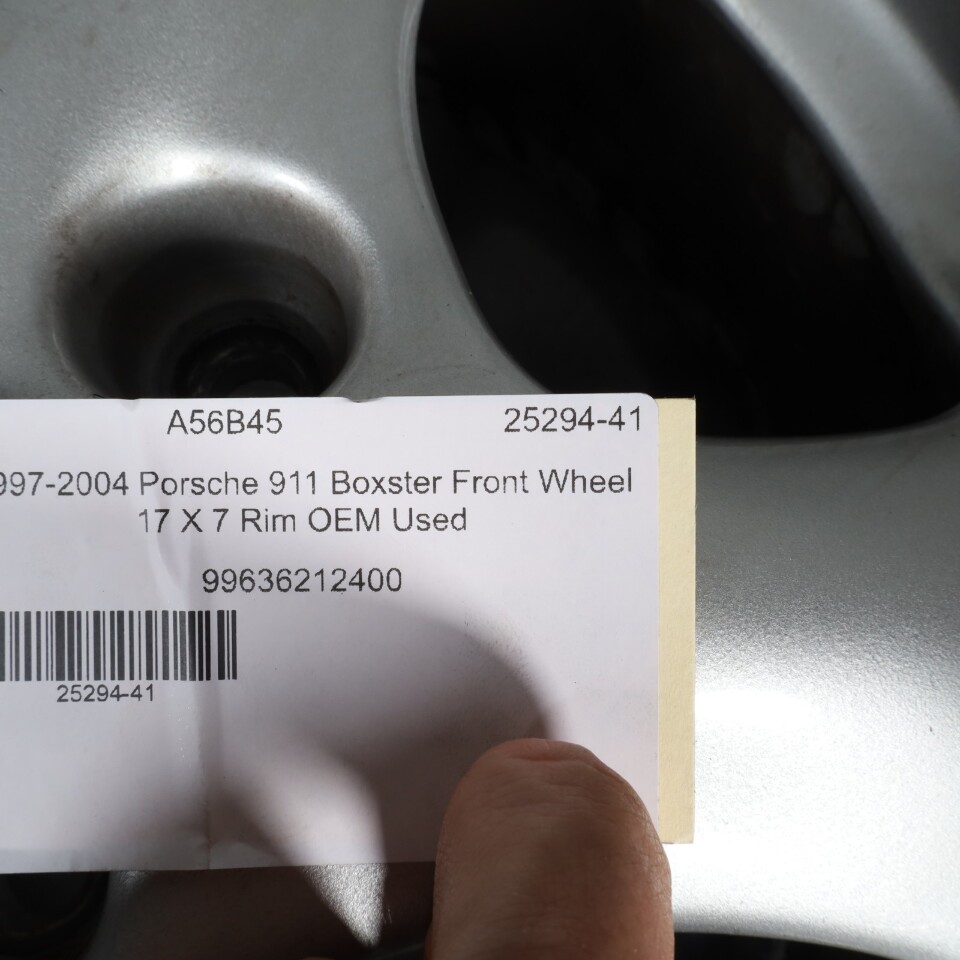 A56B45 25294-41
997-2004 Porsche 911 Boxster Front Wheel
17 X 7 Rim OEM Used
99636212400
25294-41